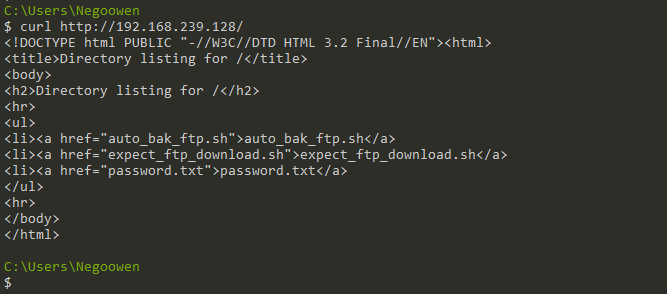 C:\Users\Negoowen
$ curl http://192.168.239.128/
<!DOCTYPE html PUBLIC "-//W3C//DTD HTML 3.2 Final//EN"><html>
<title>Directory listing for /</title>
<body>
<h2>Directory listing for /</h2>
<hr>
<ul>
<li><a href="auto_bak_ftp.sh">auto_bak_ftp.sh</a>
<li><a href="expect_ftp_download.sh">expect_ftp_download.sh</a>
<li><a href="password.txt">password.txt</a>
</ul>
<hr>
</body>
</html>

C:\Users\Negoowen
$